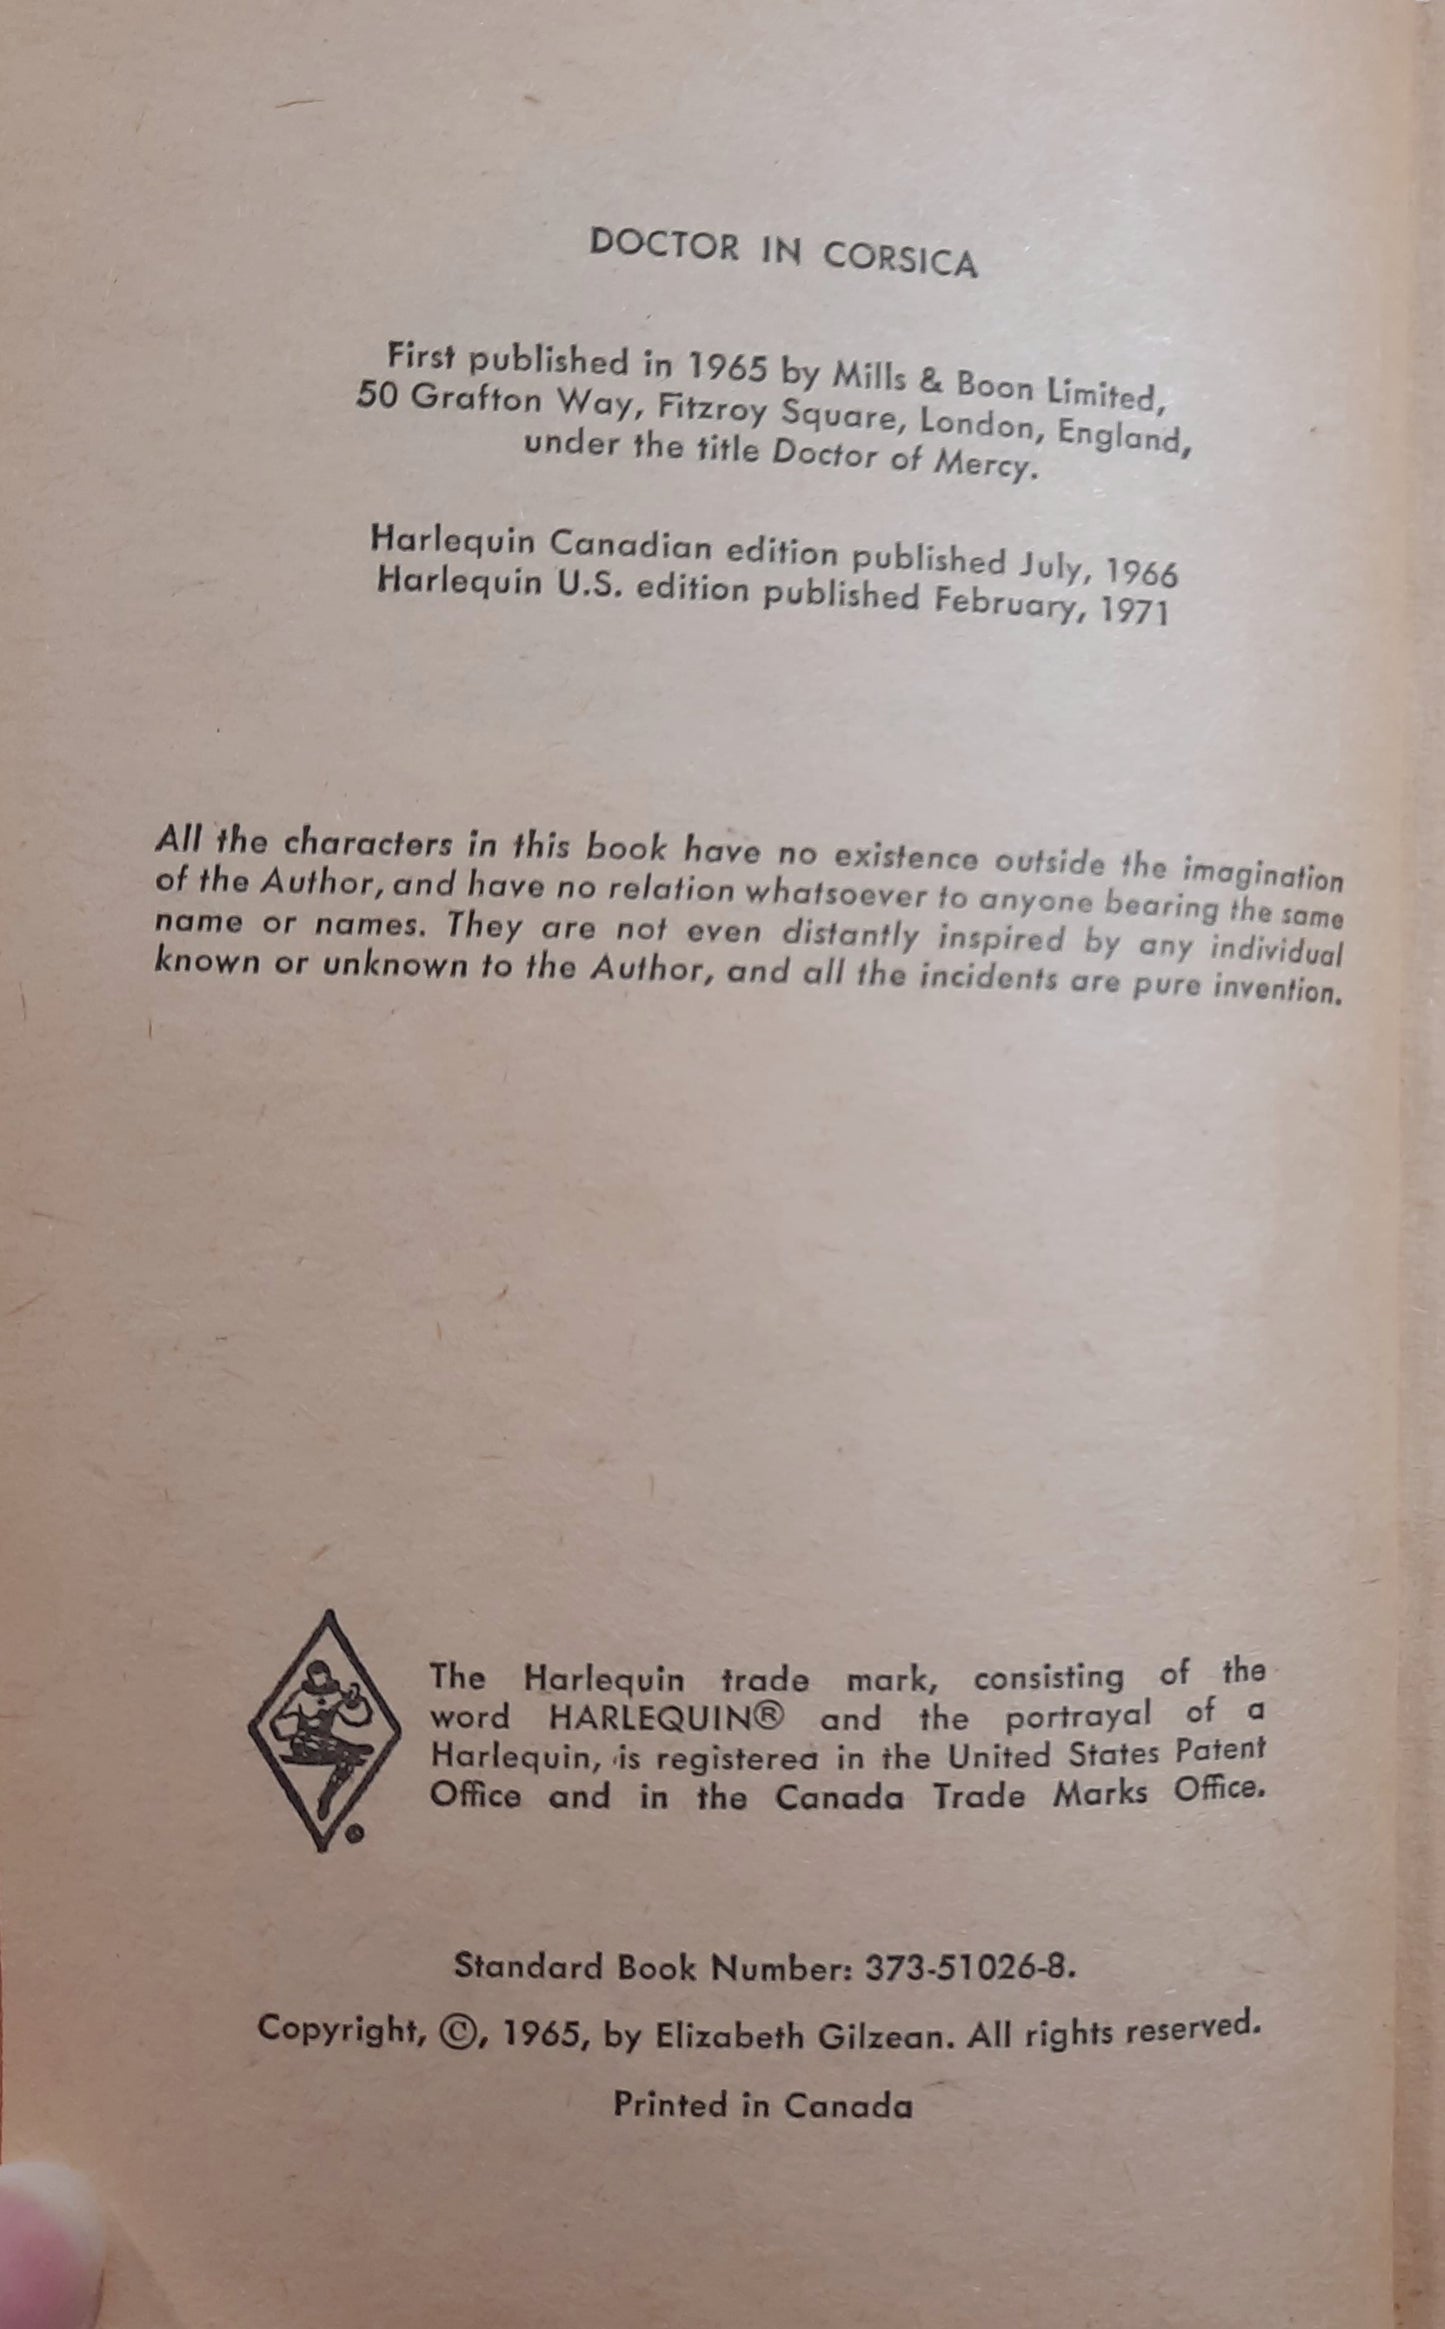 DOCTOR IN CORSICA
First published in 1965 by Mills & Boon Limited,
50 Grafton Way, Fitzroy Square, London, England,
under the title Doctor of Mercy.
Harlequin Canadian edition published July, 1966
Harlequin U.S. edition published February, 1971
All the characters in this book have no existence outside the imagination
of the Author, and have no relation whatsoever to anyone bearing the same
name or names. They are not even distantly inspired by any individual
known or unknown to the Author, and all the incidents are pure invention.
The Harlequin trade mark, consisting of the
word HARLEQUIN® and the portrayal of a
Harlequin, is registered in the United States Patent
Office and in the Canada Trade Marks Office.
Standard Book Number: 373-51026-8.
Copyright, ©, 1965, by Elizabeth Gilzean. All rights reserved.
Printed in Canada